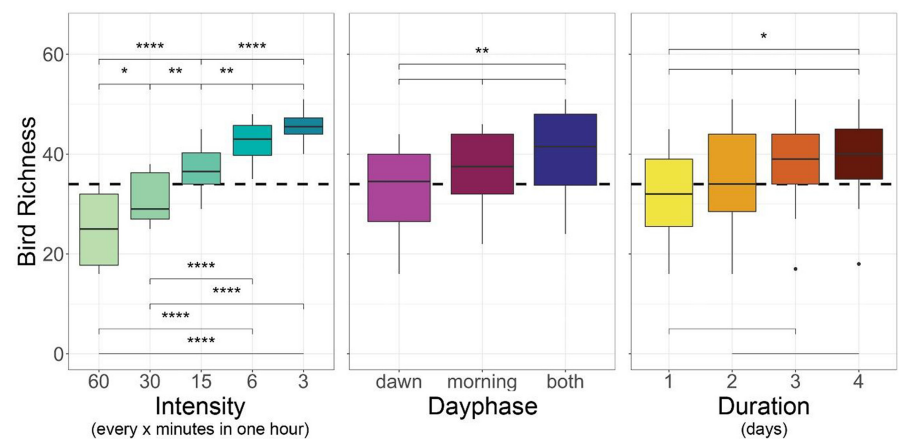 Bird Richness
60
40
20
0
**** ****
* ** **
****
****
****
****
60 30 15 6 3
Intensity
(every x minutes in one hour)
**
dawn morning both
Dayphase
*
1 2 3 4
Duration
(days)